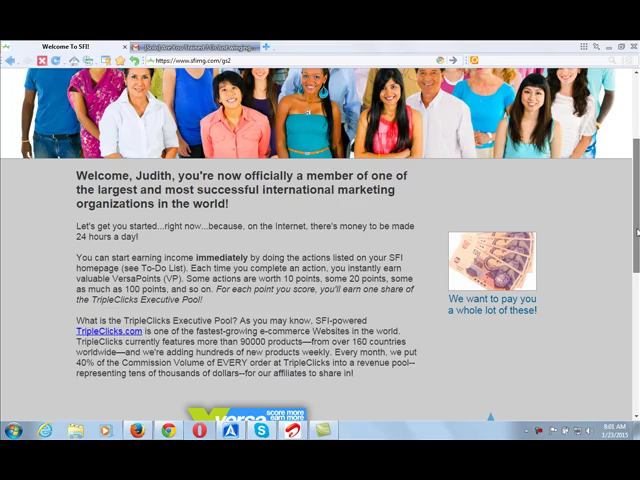 Welcome To SFI!
[Solo] Are You Trained? Or Just winging...
https://www.sfimg.com/gs2
Welcome, Judith, you're now officially a member of one of
the largest and most successful international marketing
organizations in the world!
Let's get you started...right now...because, on the Internet, there's money to be made
24 hours a day!
You can start earning income immediately by doing the actions listed on your SFI
homepage (see To-Do List). Each time you complete an action, you instantly earn
valuable VersaPoints (VP). Some actions are worth 10 points, some 20 points, some
as much as 100 points, and so on. For each point you score, you'll earn one share of
the TripleClicks Executive Pool!
We want to pay you
a whole lot of these!
What is the TripleClicks Executive Pool? As you may know, SFI-powered
TripleClicks.com is one of the fastest-growing e-commerce Websites in the world.
TripleClicks currently features more than 90000 products—from over 160 countries
worldwide—and we're adding hundreds of new products weekly. Every month, we put
40% of the Commission Volume of EVERY order at TripleClicks into a revenue pool--
representing tens of thousands of dollars--for our affiliates to share in!
Versa
score more
earn more
8:01 AM
1/23/2015